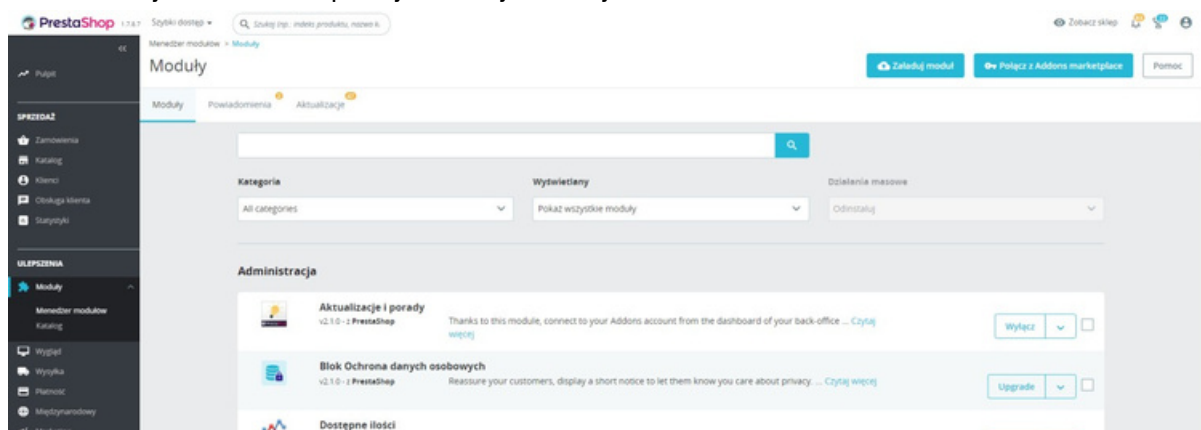 PrestaShop 1.7.8.7
Szybki dostęp
Szukaj (np.: indeks produktu, nazwa k
Zobacz sklep
Menedżer modułów > Moduły
Moduły
Załaduj moduł
Połącz z Addons marketplace
Pomoc
Pulpit
Moduły
Powiadomienia
Aktualizacje
SPRZEDAŻ
Zamówienia
Katalog
Klienci
Obsługa klienta
Statystyki
Kategoria
Wyświetlany
Działania masowe
All categories
Pokaż wszystkie moduły
Odinstaluj
ULEPSZENIA
Moduły
Menedżer modułów
Katalog
Wygląd
Wysyłka
Płatność
Międzynarodowy
Administracja
Aktualizacje i porady
v2.1.0 - z PrestaShop
Thanks to this module, connect to your Addons account from the dashboard of your back-office ... Czytaj
więcej
Wyłącz
Blok Ochrona danych osobowych
v2.1.0 - z PrestaShop
Reassure your customers, display a short notice to let them know you care about privacy. ... Czytaj więcej
Upgrade
Dostępne ilości